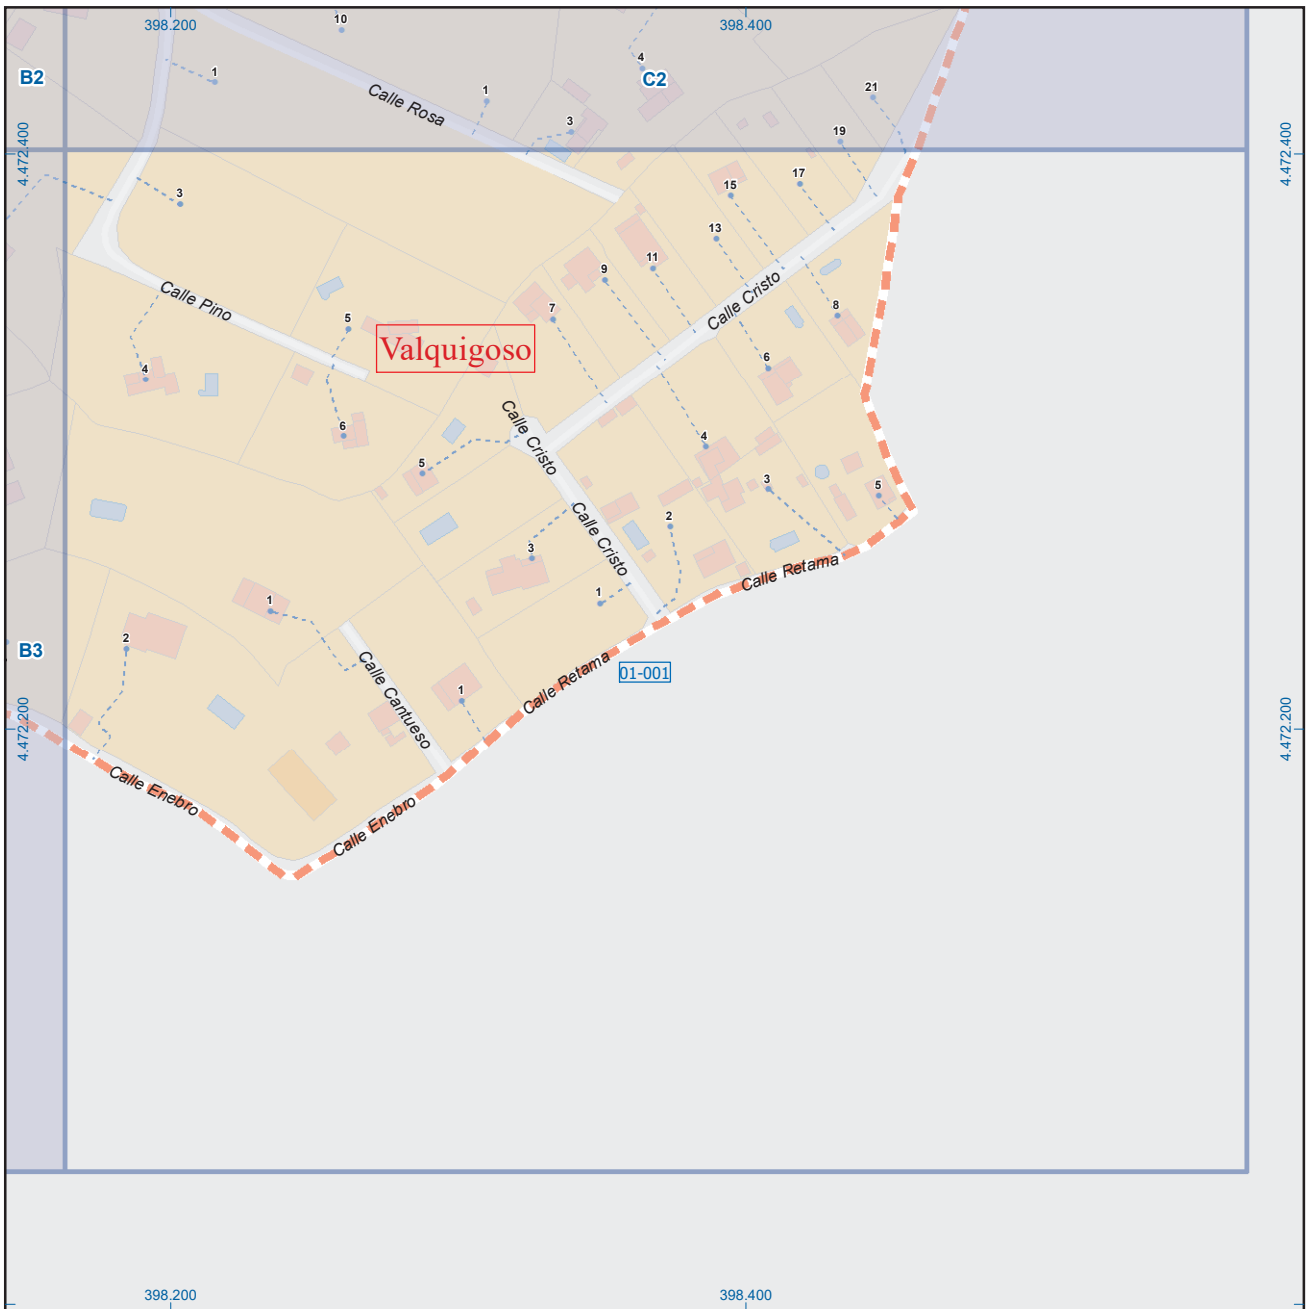 398.200
398.400
10
B2
1
4
C2
1
21
Calle Rosa
3
19
4.472.400
4.472.400
3
17
15
13
9
11
Calle Pino
7
Calle Cristo
8
5
Valquigoso
6
4
Calle Cristo
6
4
5
3
5
2
Calle Cristo
3
Calle Retama
1
1
2
B3
Calle Cantueso
Calle Retama
01-001
1
4.472.200
4.472.200
Calle Enebro
Calle Enebro
398.200
398.400